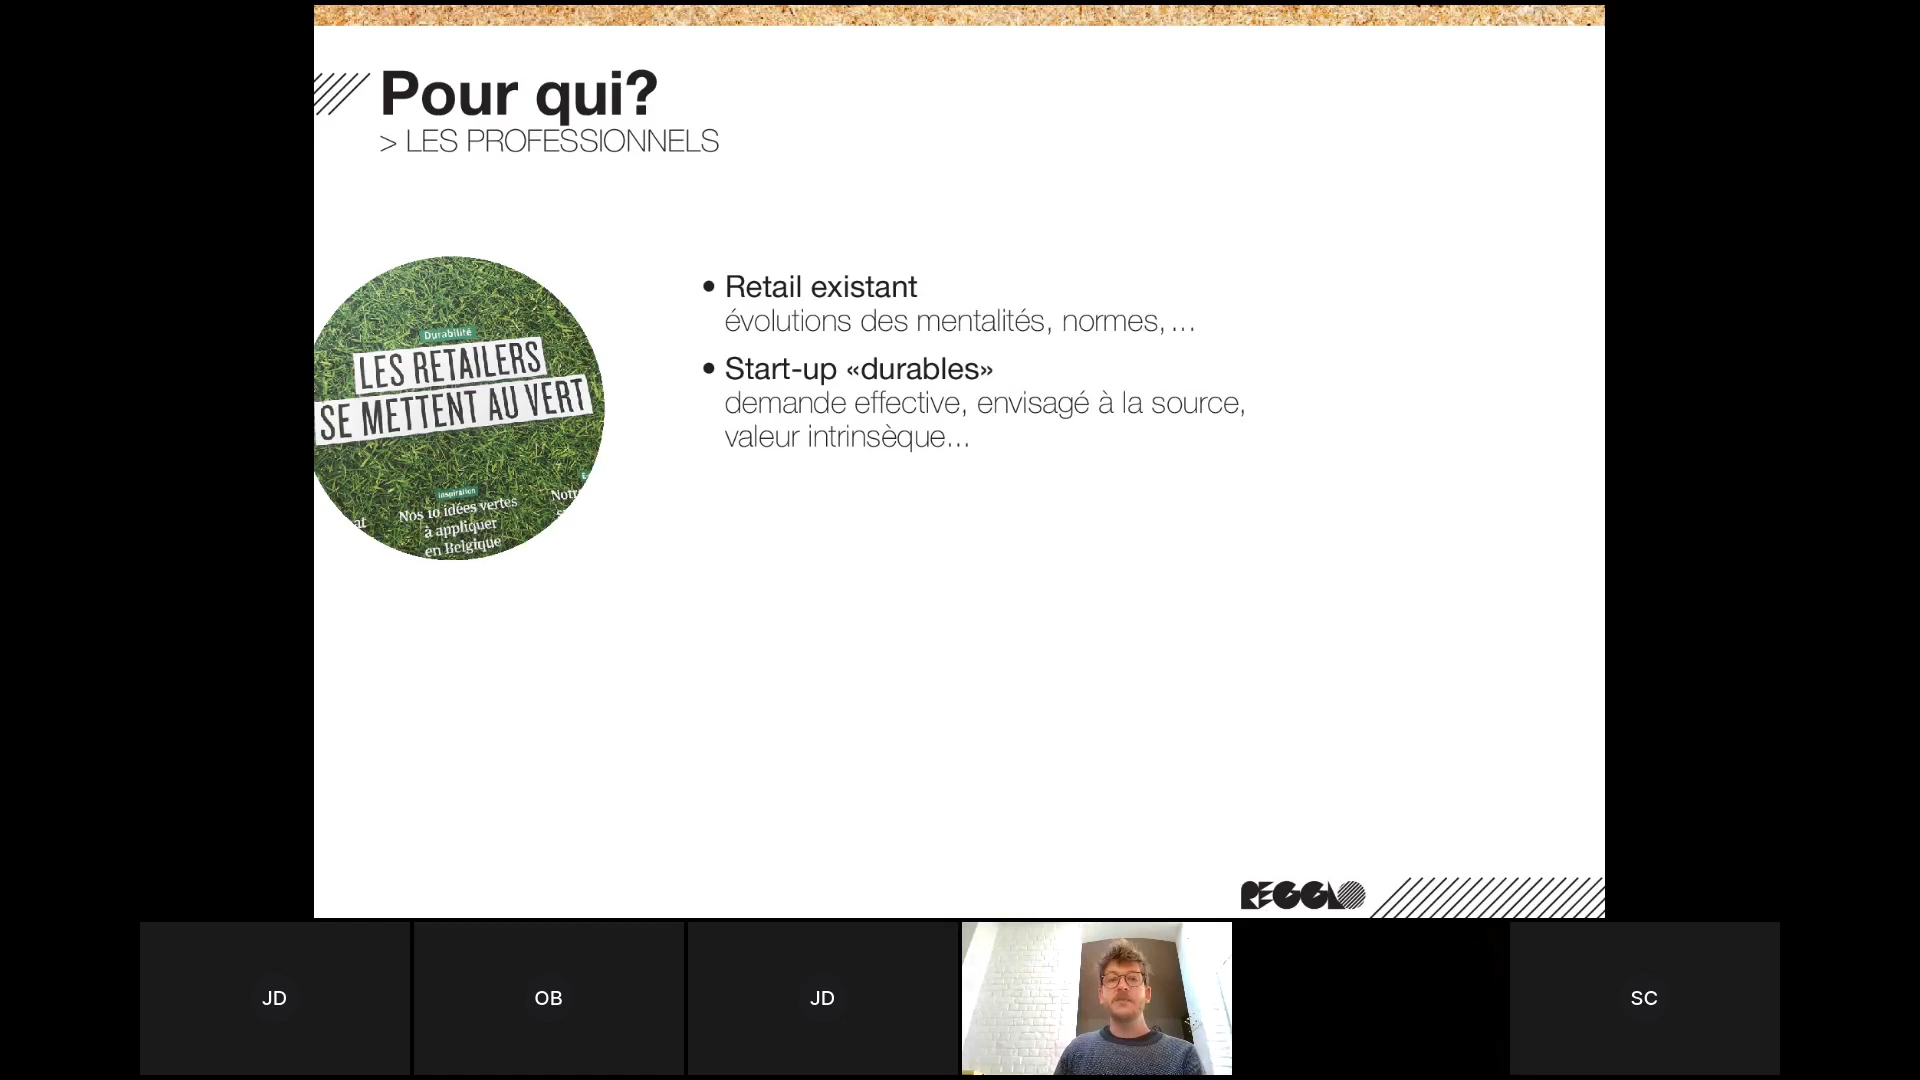 Pour qui?
> LES PROFESSIONNELS
Durabilité
LES RETAILERS
SE METTENT AU VERT
Inspiration
Nos 10 idées vertes
à appliquer
en Belgique
• Retail existant
évolutions des mentalités, normes, ...
• Start-up «durables»
demande effective, envisagé à la source,
valeur intrinsèque...
REGGLO
JD
OB
JD
SC